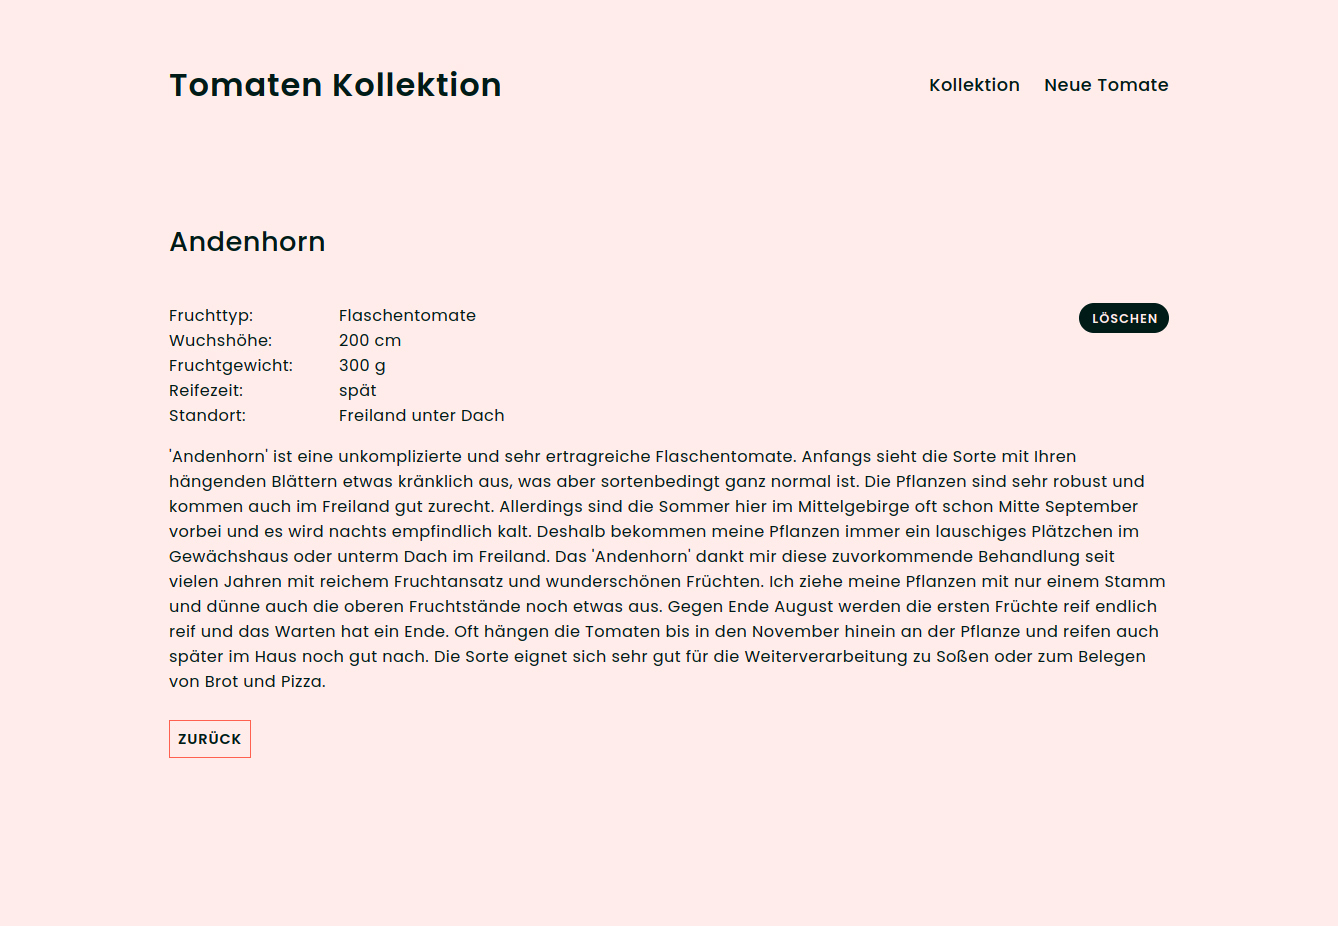 Tomaten Kollektion
Kollektion Neue Tomate
Andenhorn
Fruchttyp: Flaschentomate
LÖSCHEN
Wuchshöhe: 200 cm
Fruchtgewicht: 300 g
Reifezeit: spät
Standort: Freiland unter Dach
'Andenhorn' ist eine unkomplizierte und sehr ertragreiche Flaschentomate. Anfangs sieht die Sorte mit Ihren
hängenden Blättern etwas kränklich aus, was aber sortenbedingt ganz normal ist. Die Pflanzen sind sehr robust und
kommen auch im Freiland gut zurecht. Allerdings sind die Sommer hier im Mittelgebirge oft schon Mitte September
vorbei und es wird nachts empfindlich kalt. Deshalb bekommen meine Pflanzen immer ein lauschiges Plätzchen im
Gewächshaus oder unterm Dach im Freiland. Das 'Andenhorn' dankt mir diese zuvorkommende Behandlung seit
vielen Jahren mit reichem Fruchtansatz und wunderschönen Früchten. Ich ziehe meine Pflanzen mit nur einem Stamm
und dünne auch die oberen Fruchtstände noch etwas aus. Gegen Ende August werden die ersten Früchte reif endlich
reif und das Warten hat ein Ende. Oft hängen die Tomaten bis in den November hinein an der Pflanze und reifen auch
später im Haus noch gut nach. Die Sorte eignet sich sehr gut für die Weiterverarbeitung zu Soßen oder zum Belegen
von Brot und Pizza.
ZURÜCK